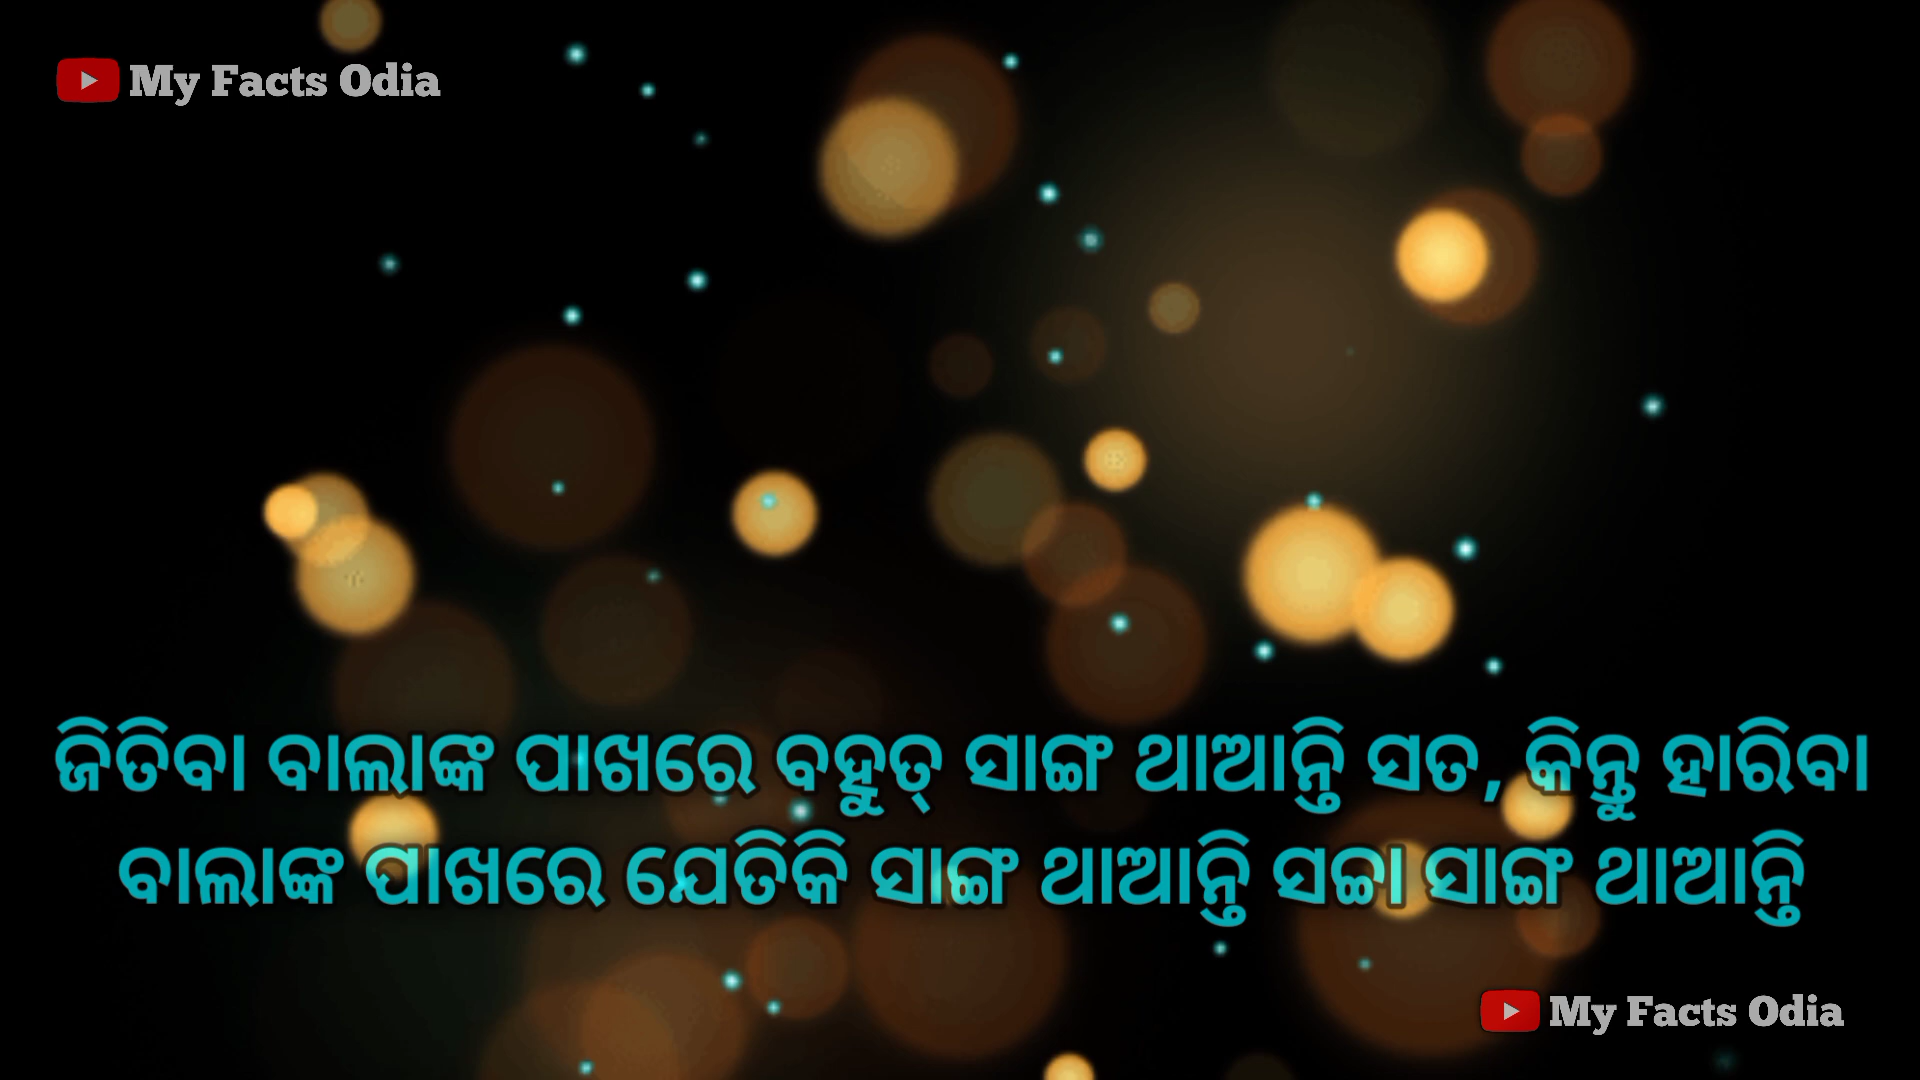 My Facts Odia
ଜିତିବା ବାଲାଙ୍କ ପାଖରେ ବହୁତ୍ ସାଙ୍ଗ ଥାଆନ୍ତି ସତ, କିନ୍ତୁ ହାରିବା
ବାଲାଙ୍କ ପାଖରେ ଯେତିକି ସାଙ୍ଗ ଥାଆନ୍ତି ସଚ୍ଚା ସାଙ୍ଗ ଥାଆନ୍ତି
My Facts Odia